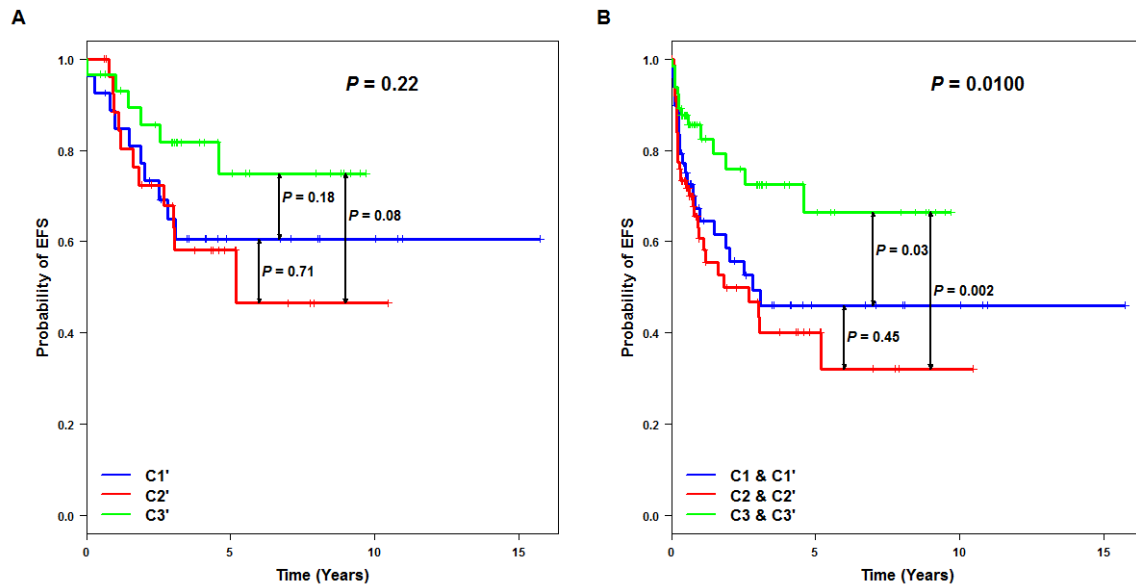 A
P = 0.22
Probability of EFS
1.0
0.8
0.6
0.4
0.2
0.0
P = 0.18
P = 0.08
P = 0.71
C1'
C2'
C3'
0 5 10 15
Time (Years)
B
P = 0.0100
Probability of EFS
1.0
0.8
0.6
0.4
0.2
0.0
P = 0.03
P = 0.002
P = 0.45
C1 & C1'
C2 & C2'
C3 & C3'
0 5 10 15
Time (Years)